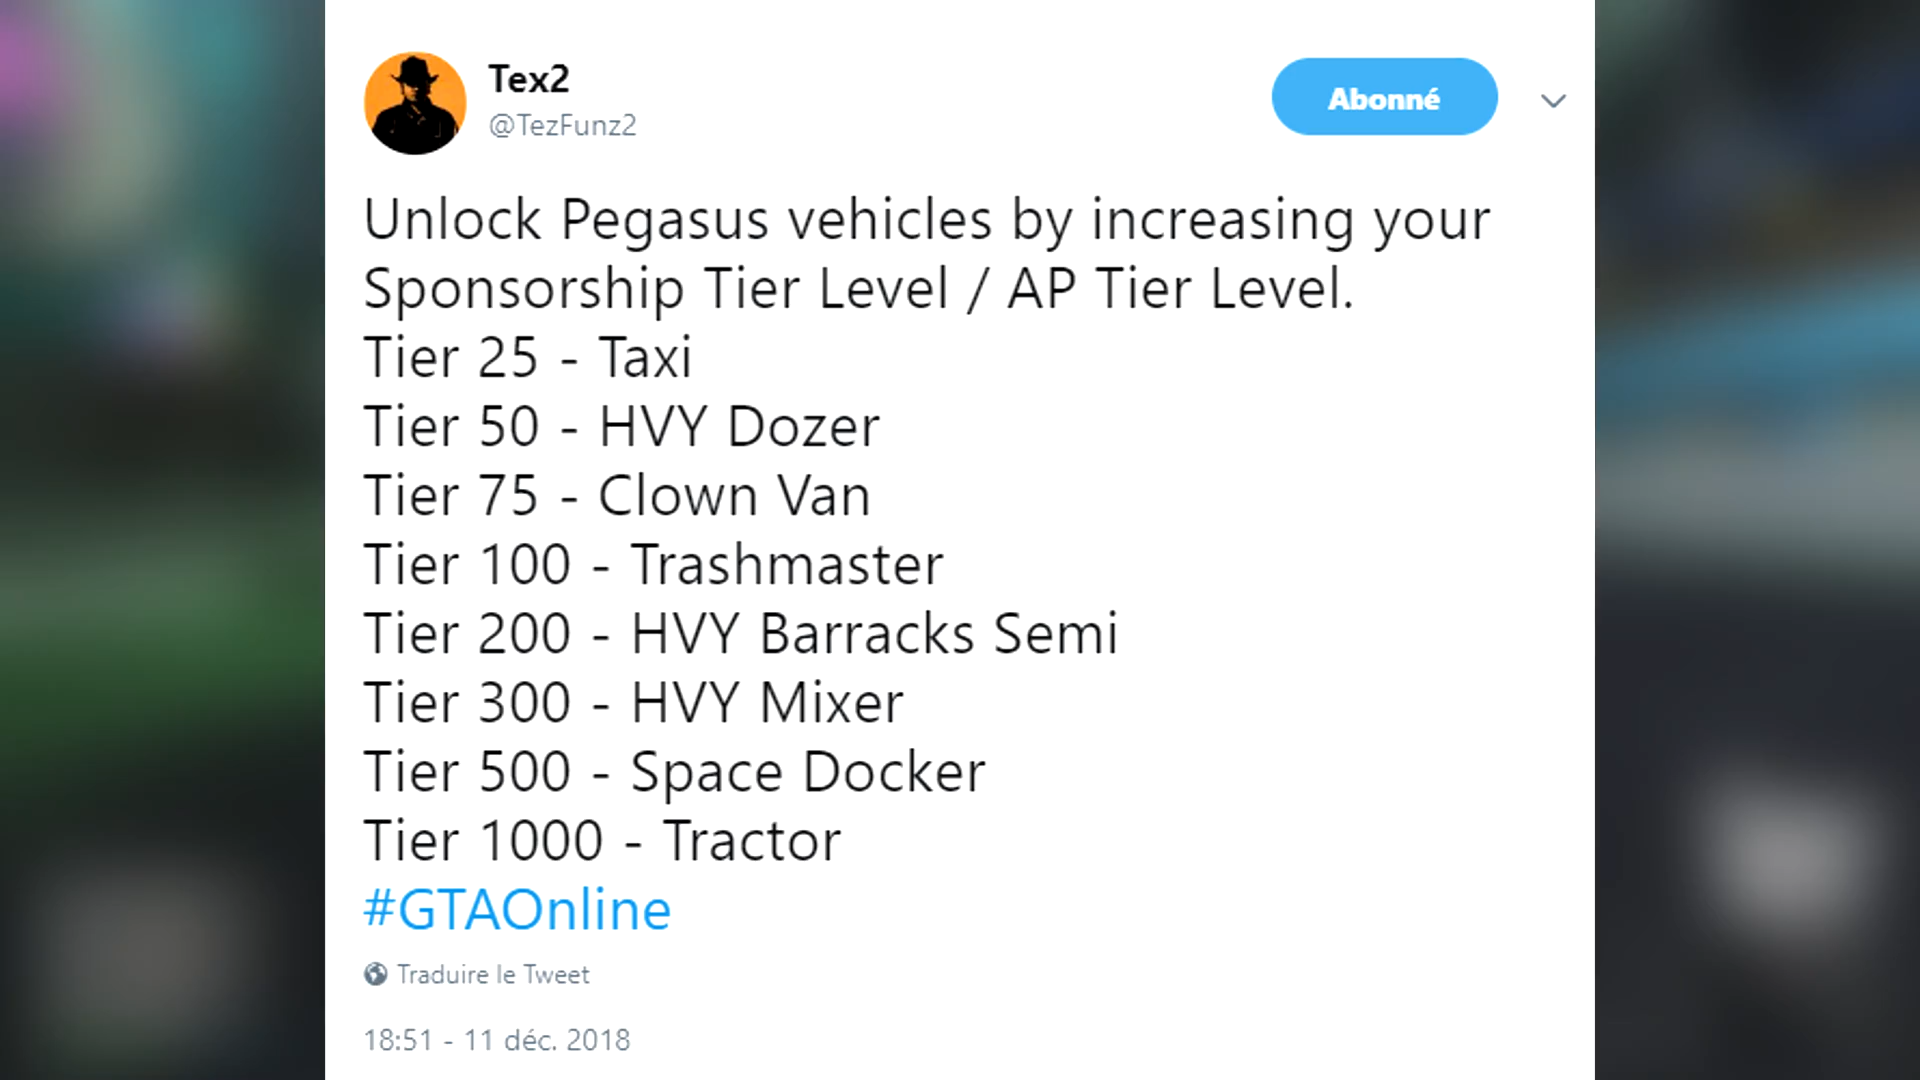 Tex2
@TezFunz2
Abonné
Unlock Pegasus vehicles by increasing your
Sponsorship Tier Level / AP Tier Level.
Tier 25 - Taxi
Tier 50 - HVY Dozer
Tier 75 - Clown Van
Tier 100 - Trashmaster
Tier 200 - HVY Barracks Semi
Tier 300 - HVY Mixer
Tier 500 - Space Docker
Tier 1000 - Tractor
#GTAOnline
Traduire le Tweet
18:51 - 11 déc. 2018